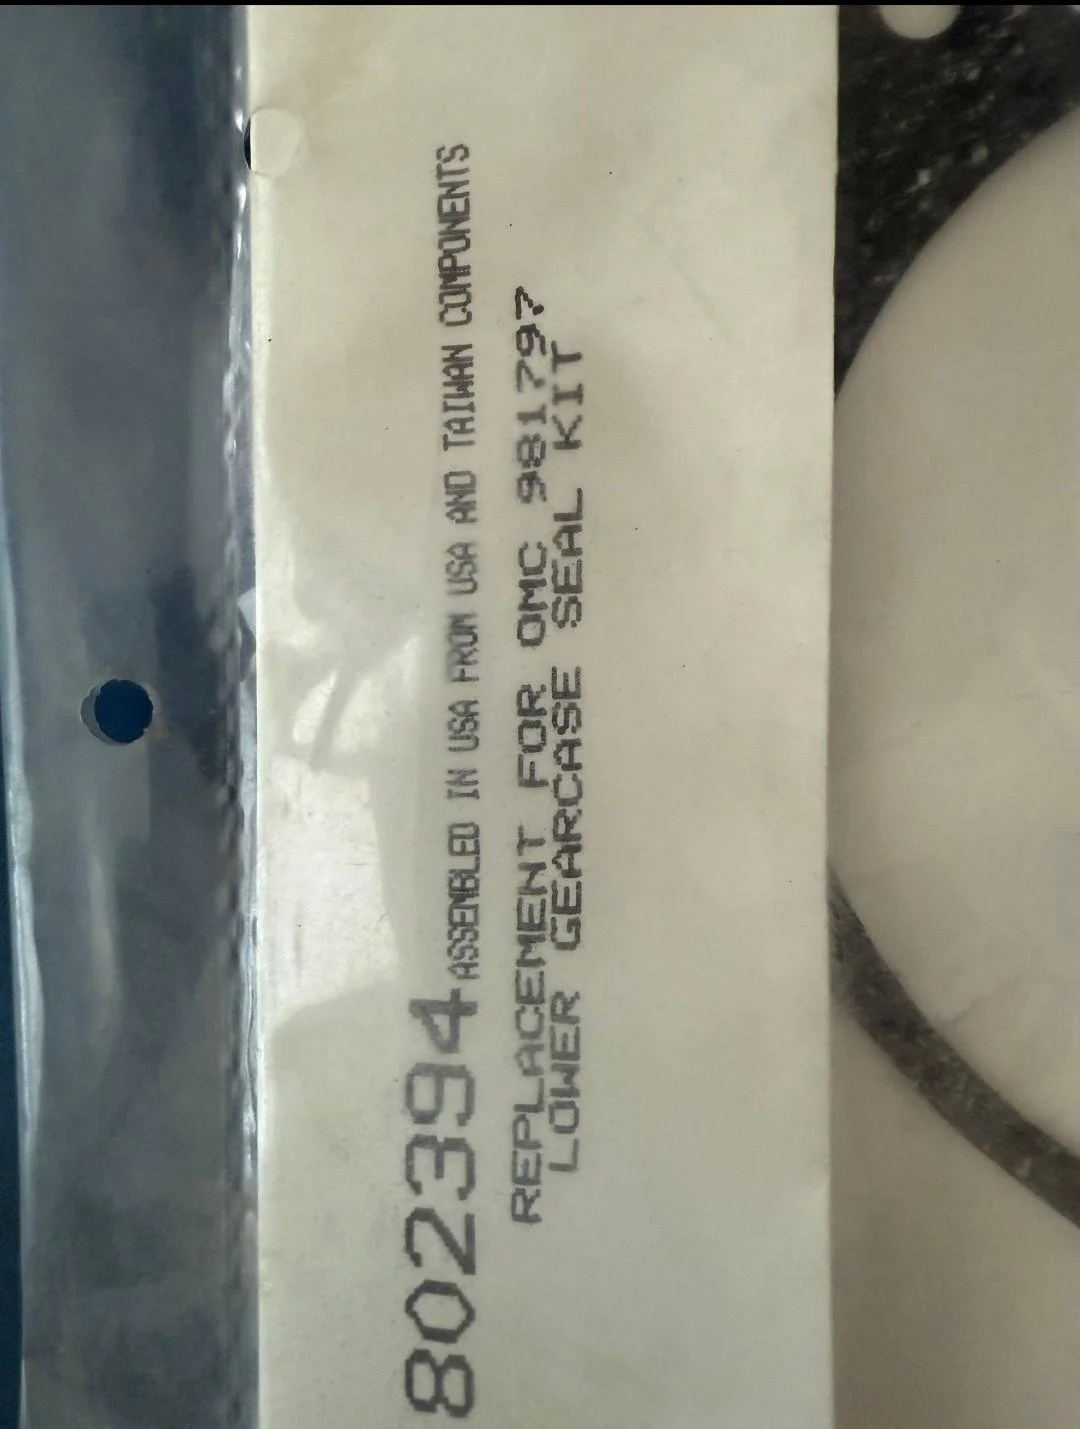 802394 ASSEMBLED IN USA FROM USA AND TAIWAN COMPONENTS
REPLACEMENT FOR OMC 981797
LOWER GEARCASE SEAL KIT